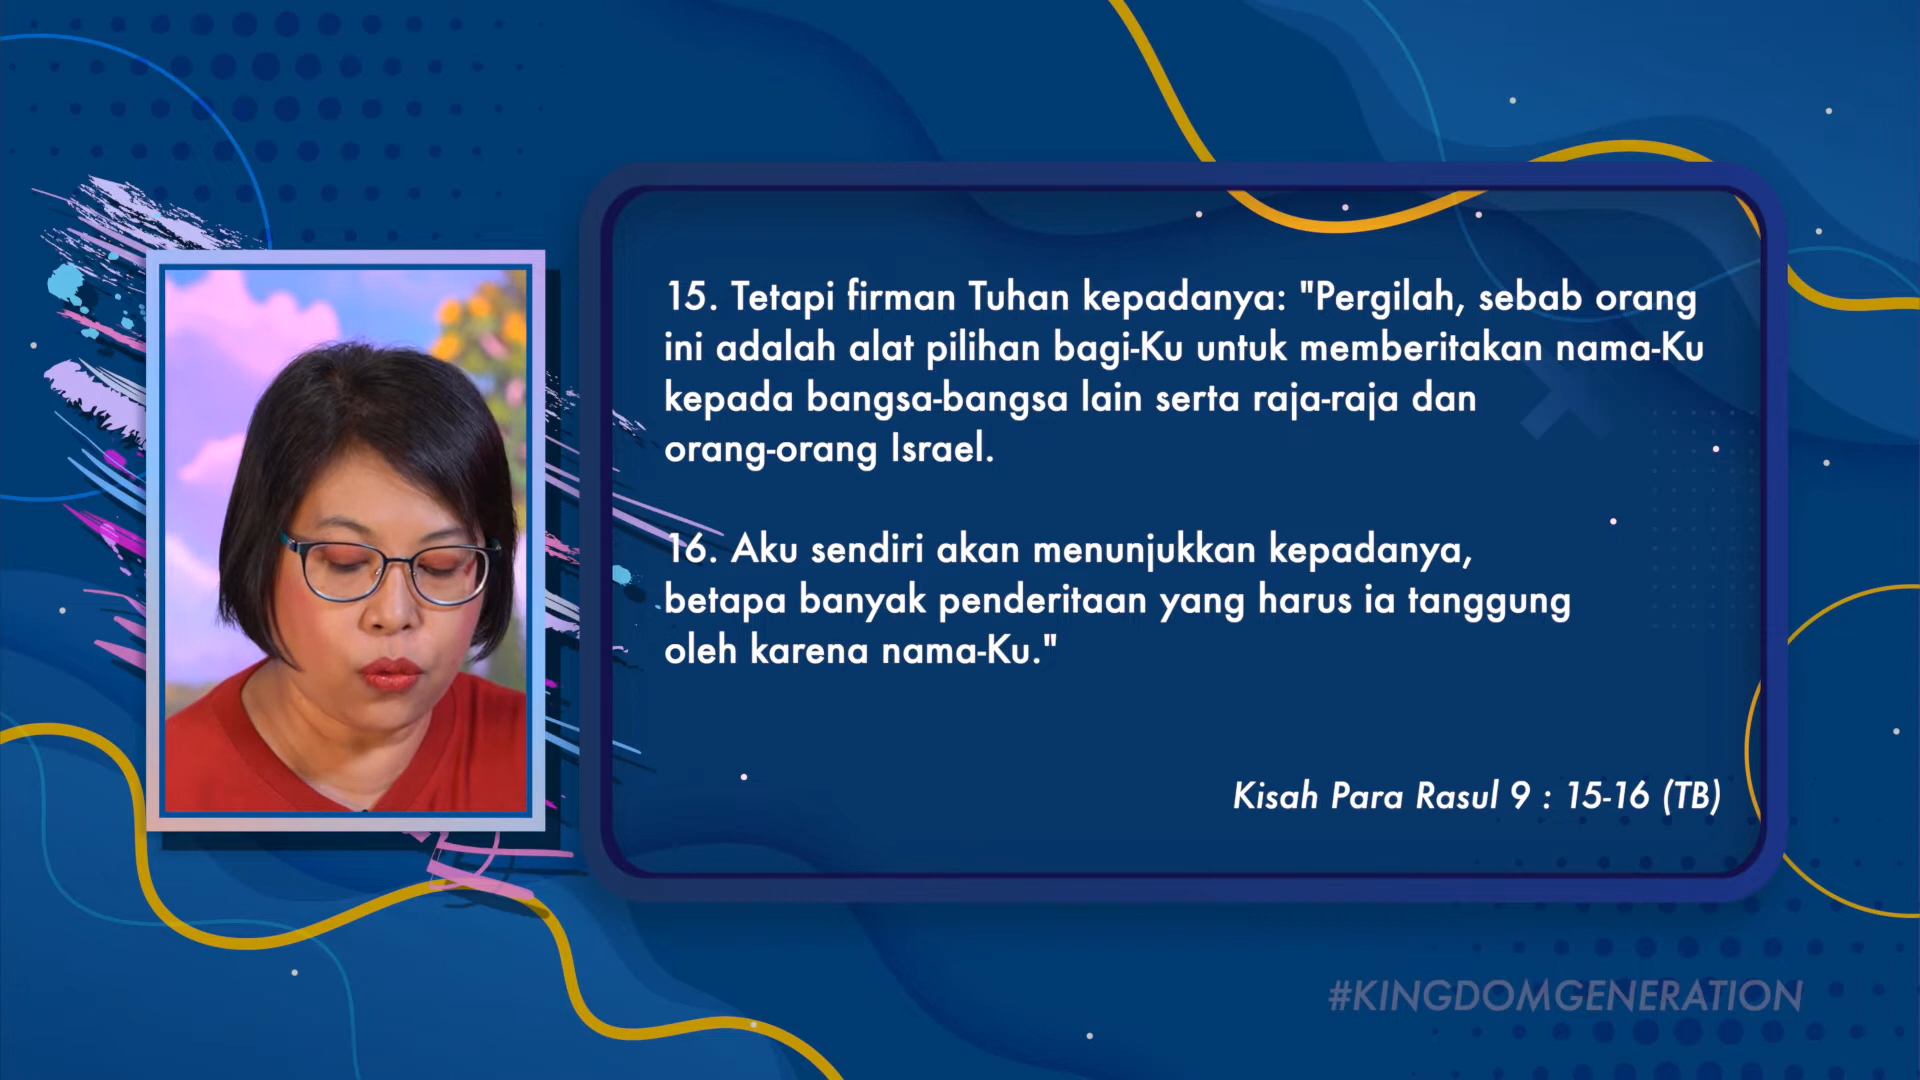 15. Tetapi firman Tuhan kepadanya: "Pergilah, sebab orang
ini adalah alat pilihan bagi-Ku untuk memberitakan nama-Ku
kepada bangsa-bangsa lain serta raja-raja dan
orang-orang Israel.
16. Aku sendiri akan menunjukkan kepadanya,
betapa banyak penderitaan yang harus ia tanggung
oleh karena nama-Ku."
Kisah Para Rasul 9 : 15-16 (TB)
#KINGDOMGENERATION